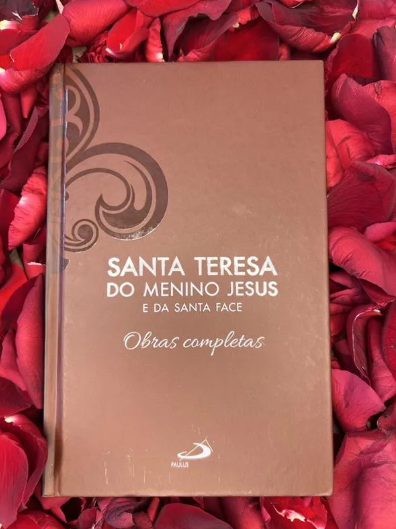 SANTA TERESA
DO MENINO JESUS
E DA SANTA FACE
Obras completas
PAULUS